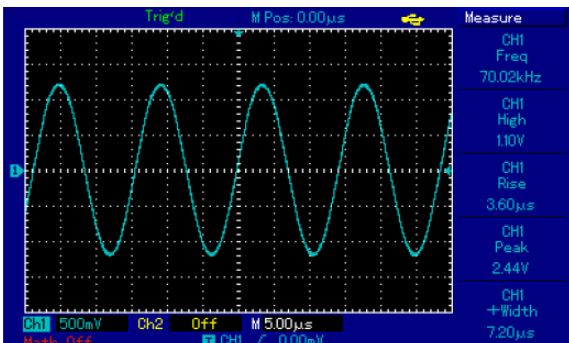 Trig'd M Pos: 0.00µs Measure
CH1
Freq
70.02kHz
CH1
High
1.10V
CH1
Rise
3.60µs
CH1
Peak
2.44V
CH1
+Width
7.20µs
1
Ch1 500mV Ch2 Off M 5.00µs
Math Off T CH1 0.00mV